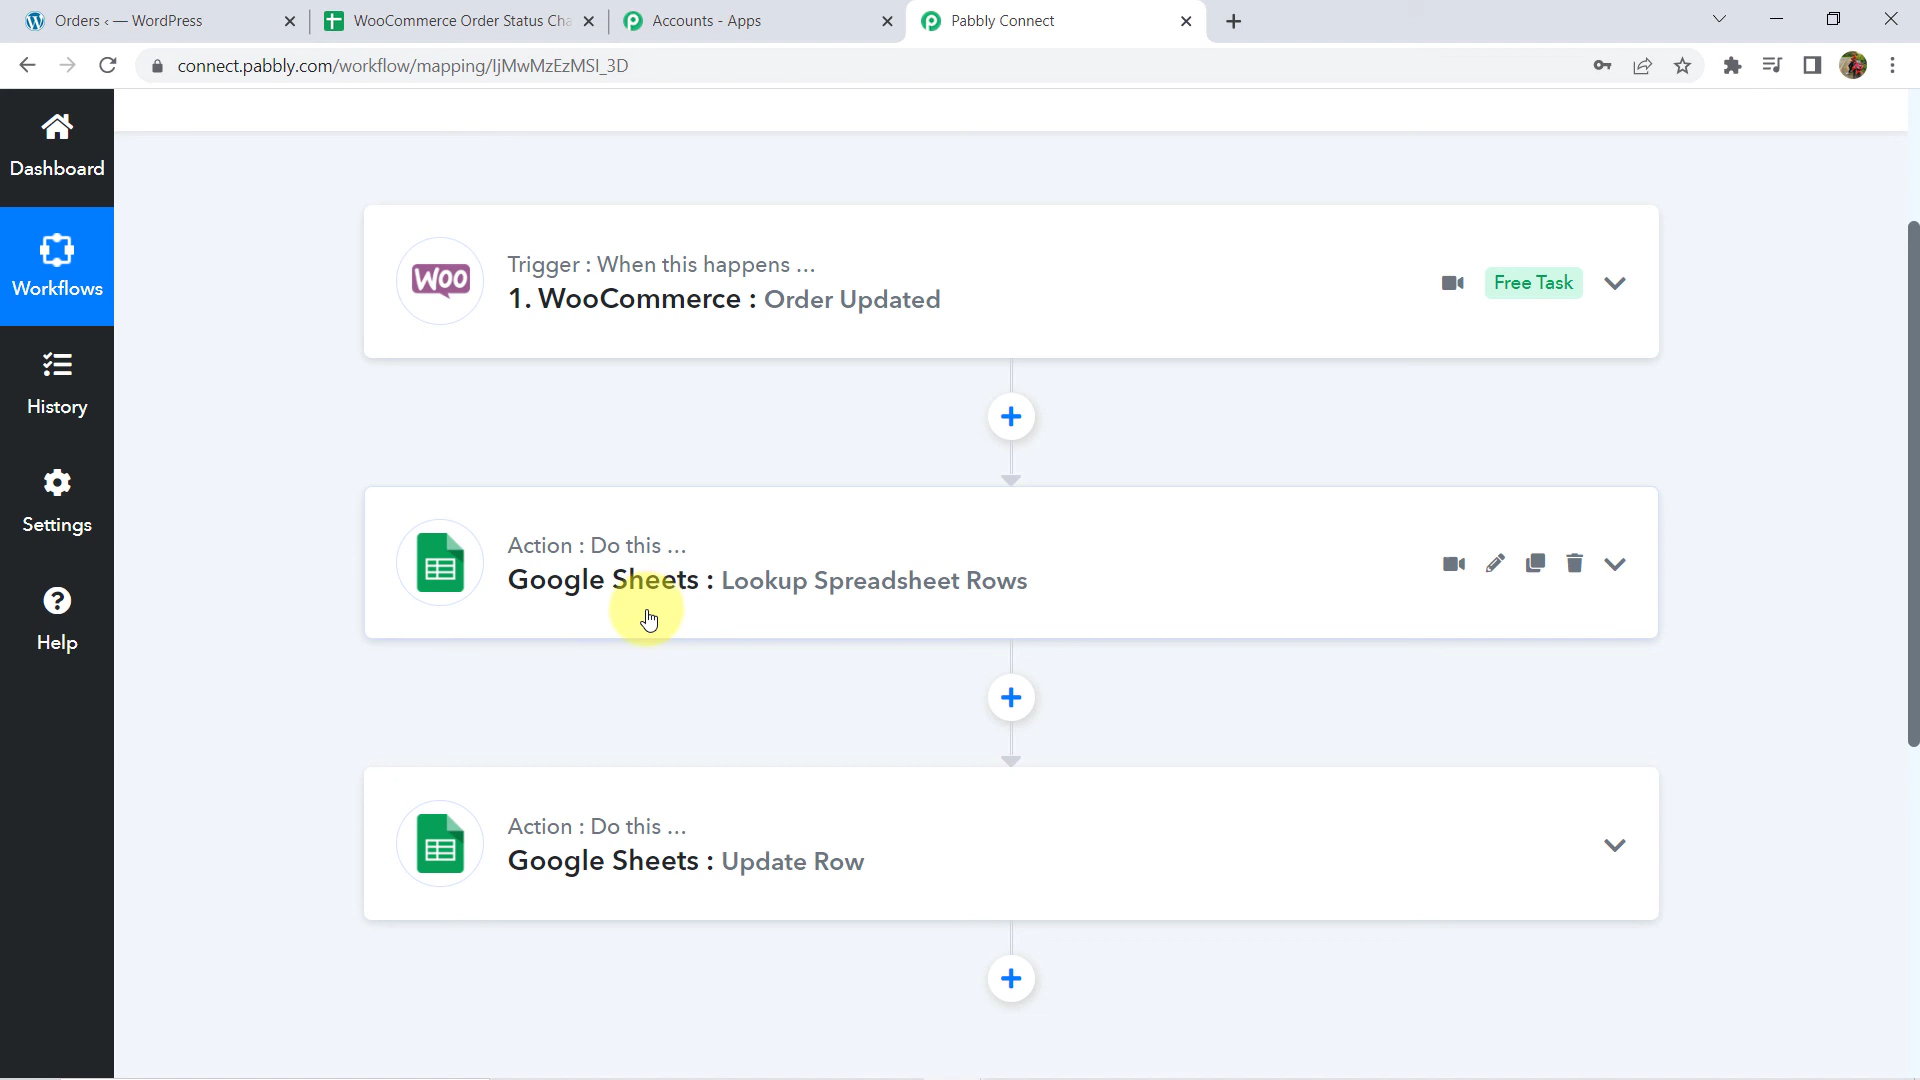 Orders ‹ — WordPress
WooCommerce Order Status Cha
Accounts - Apps
Pabbly Connect
connect.pabbly.com/workflow/mapping/IjMwMzEzMSI_3D
Dashboard
Workflows
History
Settings
Help
Trigger : When this happens ...
WOO
1. WooCommerce : Order Updated
Free Task
Action : Do this ...
Google Sheets : Lookup Spreadsheet Rows
Action : Do this ...
Google Sheets : Update Row